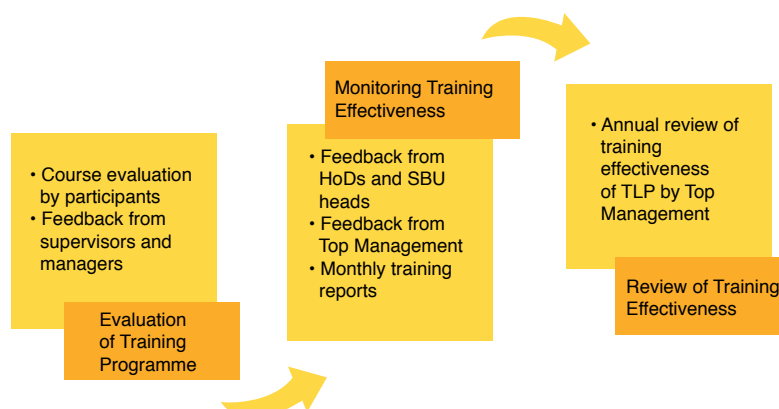 • Course evaluation
by participants
• Feedback from
supervisors and
managers
Evaluation
of Training
Programme
Monitoring Training
Effectiveness
• Feedback from
HoDs and SBU
heads
• Feedback from
Top Management
• Monthly training
reports
• Annual review of
training
effectiveness
of TLP by Top
Management
Review of Training
Effectiveness